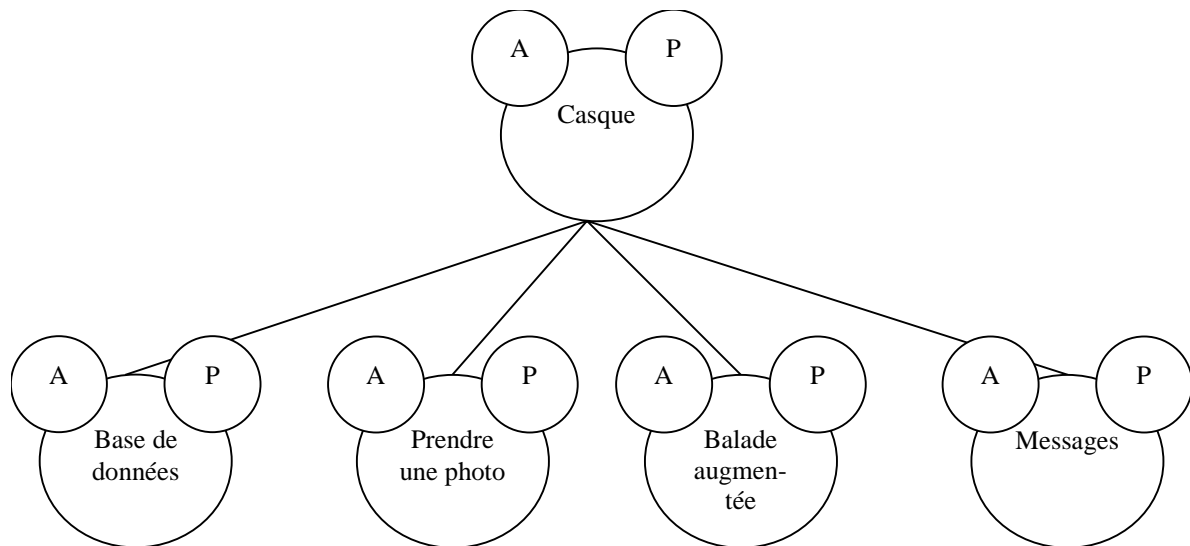 A
P
Casque
A
P
Base de
données
A
P
Prendre
une photo
A
P
Balade
augmen-
tée
A
P
Messages